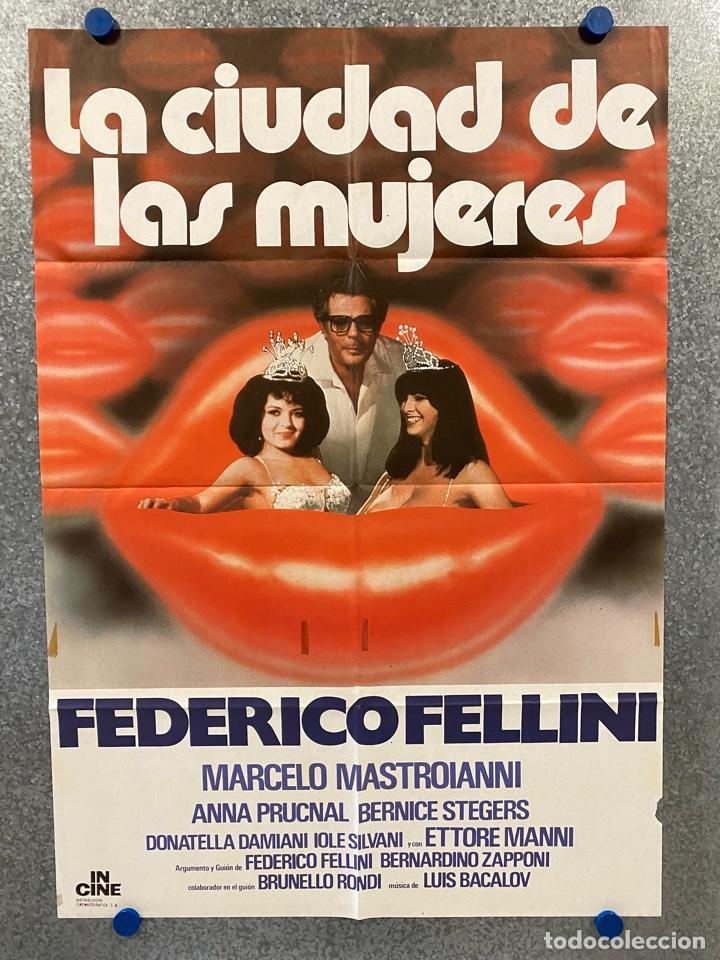 La ciudad de
las mujeres
FEDERICO FELLINI
MARCELO MASTROIANNI
ANNA PRUCNAL BERNICE STEGERS
DONATELLA DAMIANI IOLE SILVANI y con ETTORE MANNI
Argumento y Guión de FEDERICO FELLINI BERNARDINO ZAPPONI
colaborador en el guión BRUNELLO RONDI música de LUIS BACALOV
IN
CINE
DISTRIBUIDORA
CINEMATOGRAFICA S A
todocoleccion